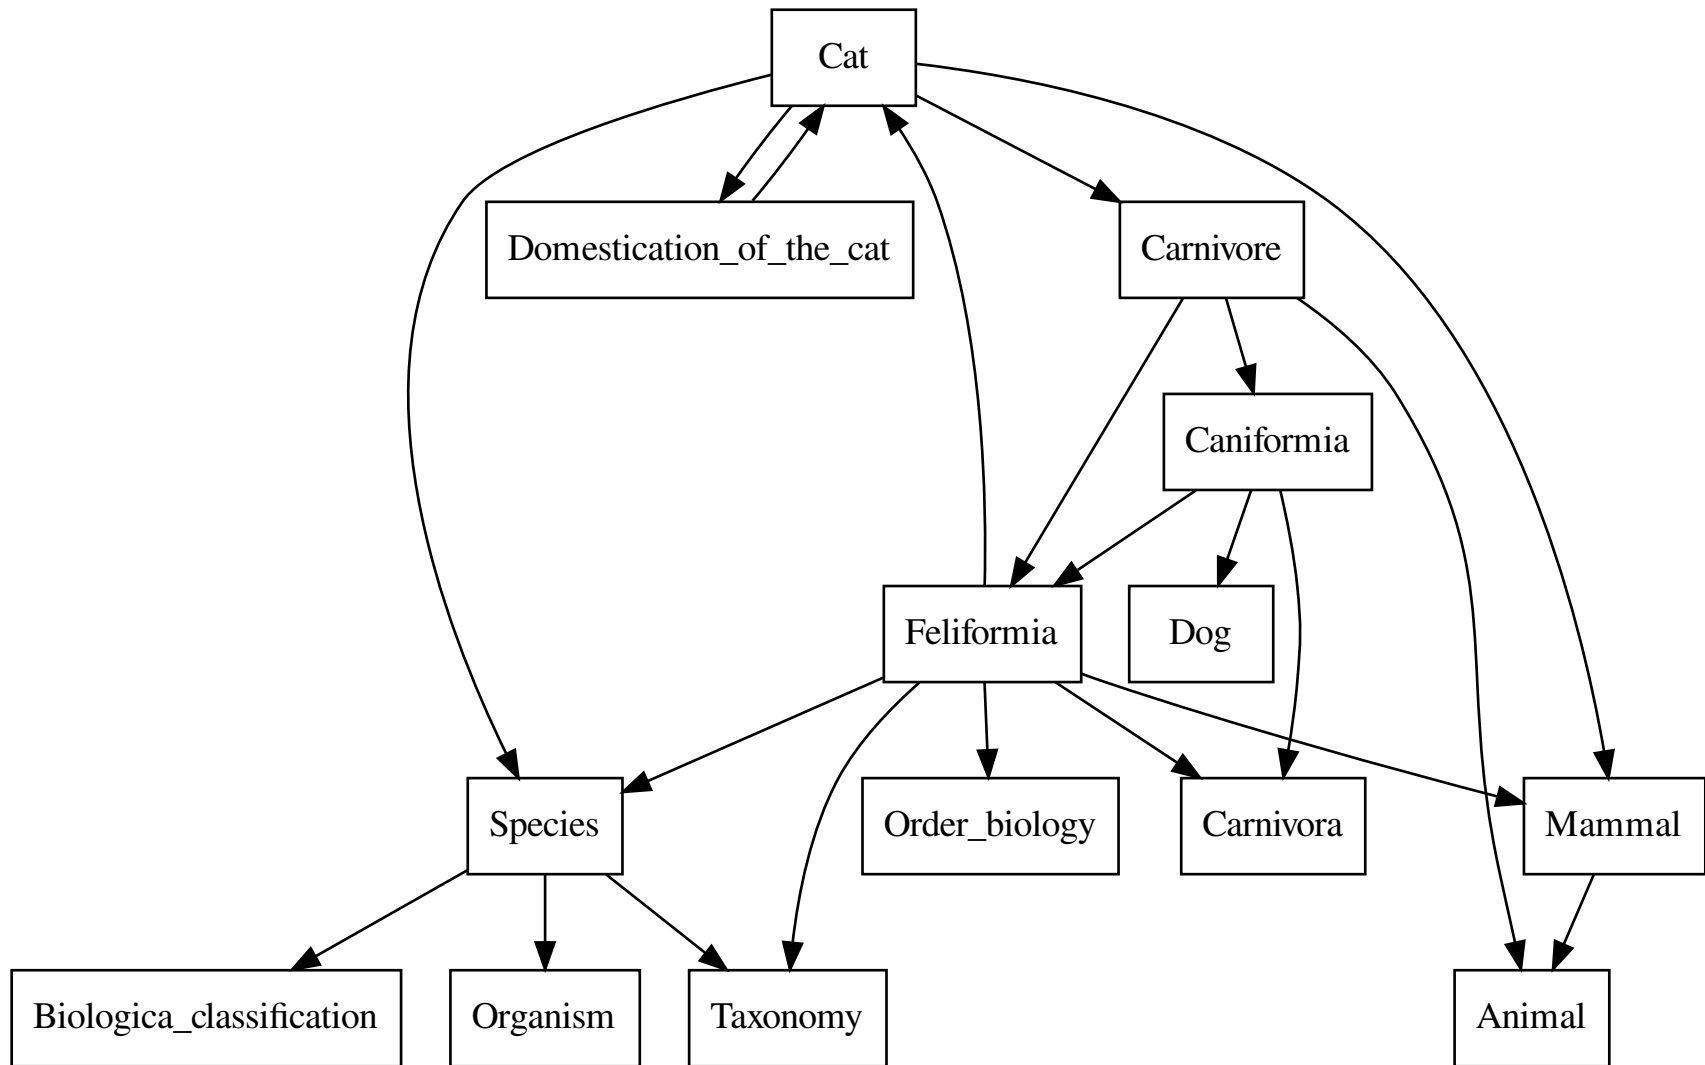 Cat
Domestication_of_the_cat
Carnivore
Caniformia
Feliformia
Dog
Species
Order_biology
Carnivora
Mammal
Biologica_classification
Organism
Taxonomy
Animal